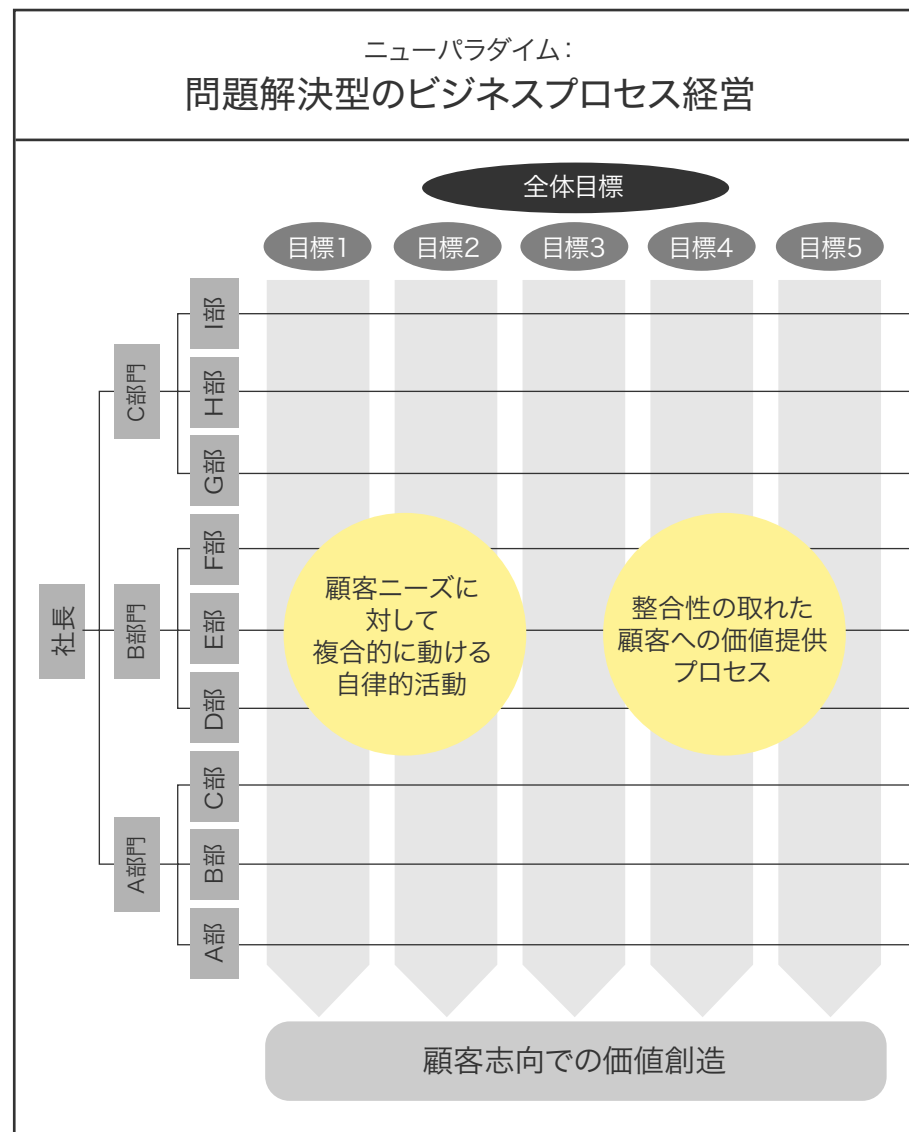 ニューパラダイム：
問題解決型のビジネスプロセス経営
全体目標
目標1
目標2
目標3
目標4
目標5
社長
C部門
B部門
A部門
I部
H部
G部
F部
E部
D部
C部
B部
A部
顧客ニーズに
対して
複合的に動ける
自律的活動
整合性の取れた
顧客への価値提供
プロセス
顧客志向での価値創造